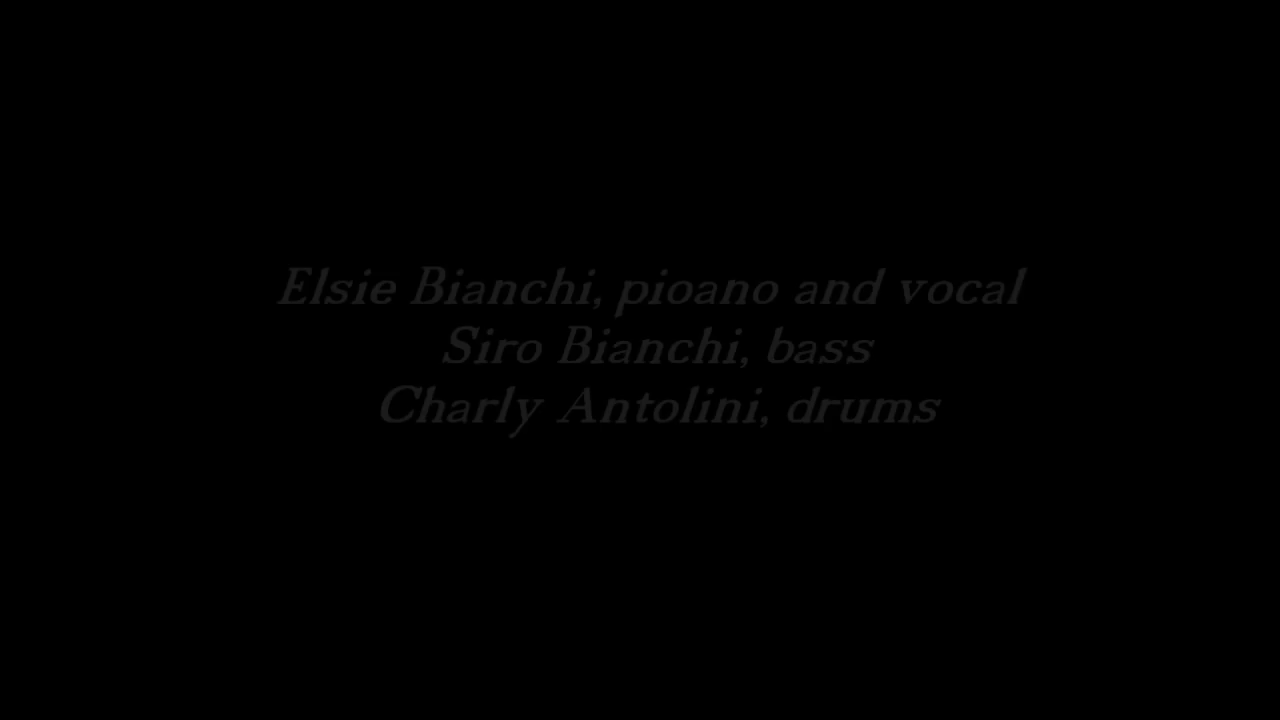 Elsie Bianchi, pioano and vocal
Siro Bianchi, bass
Charly Antolini, drums